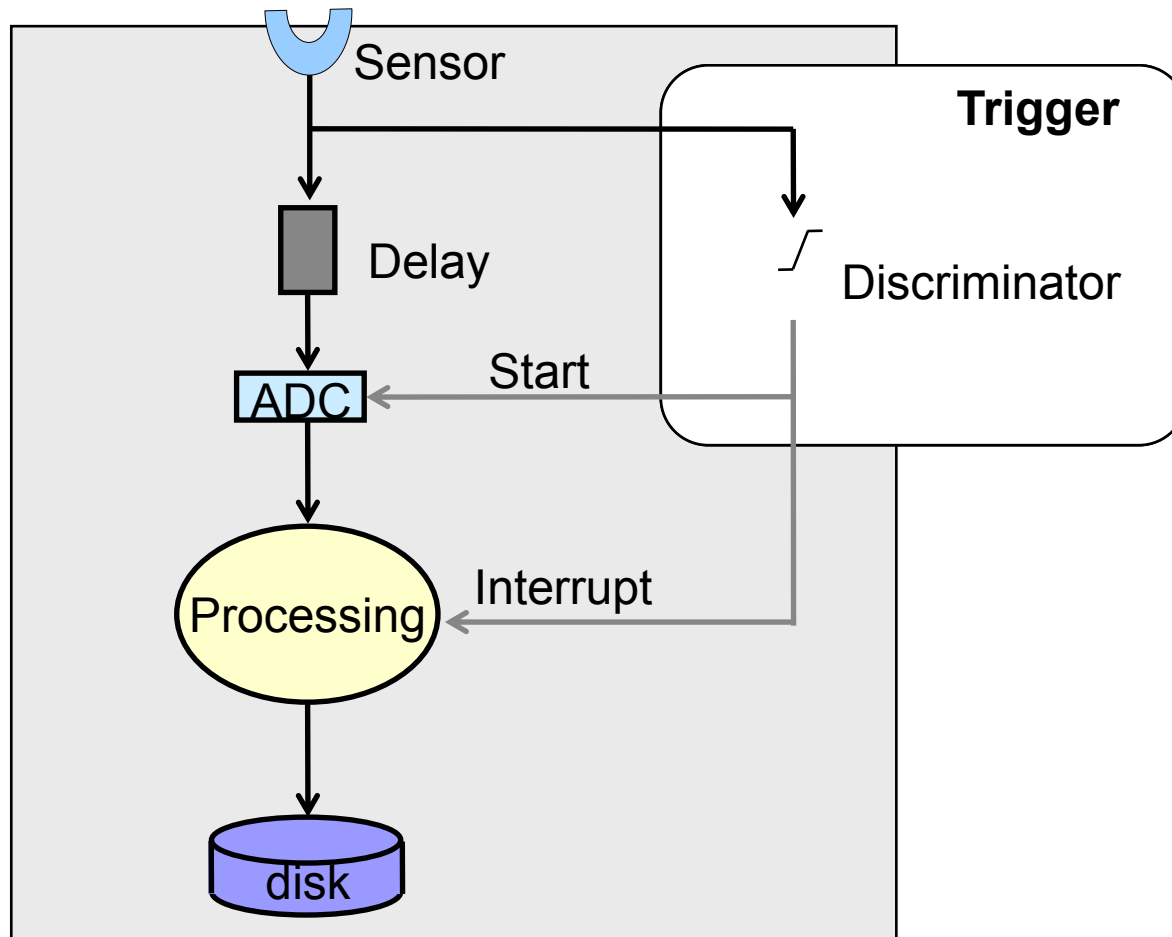 Sensor
Trigger
Delay
Discriminator
Start
ADC
Interrupt
Processing
disk